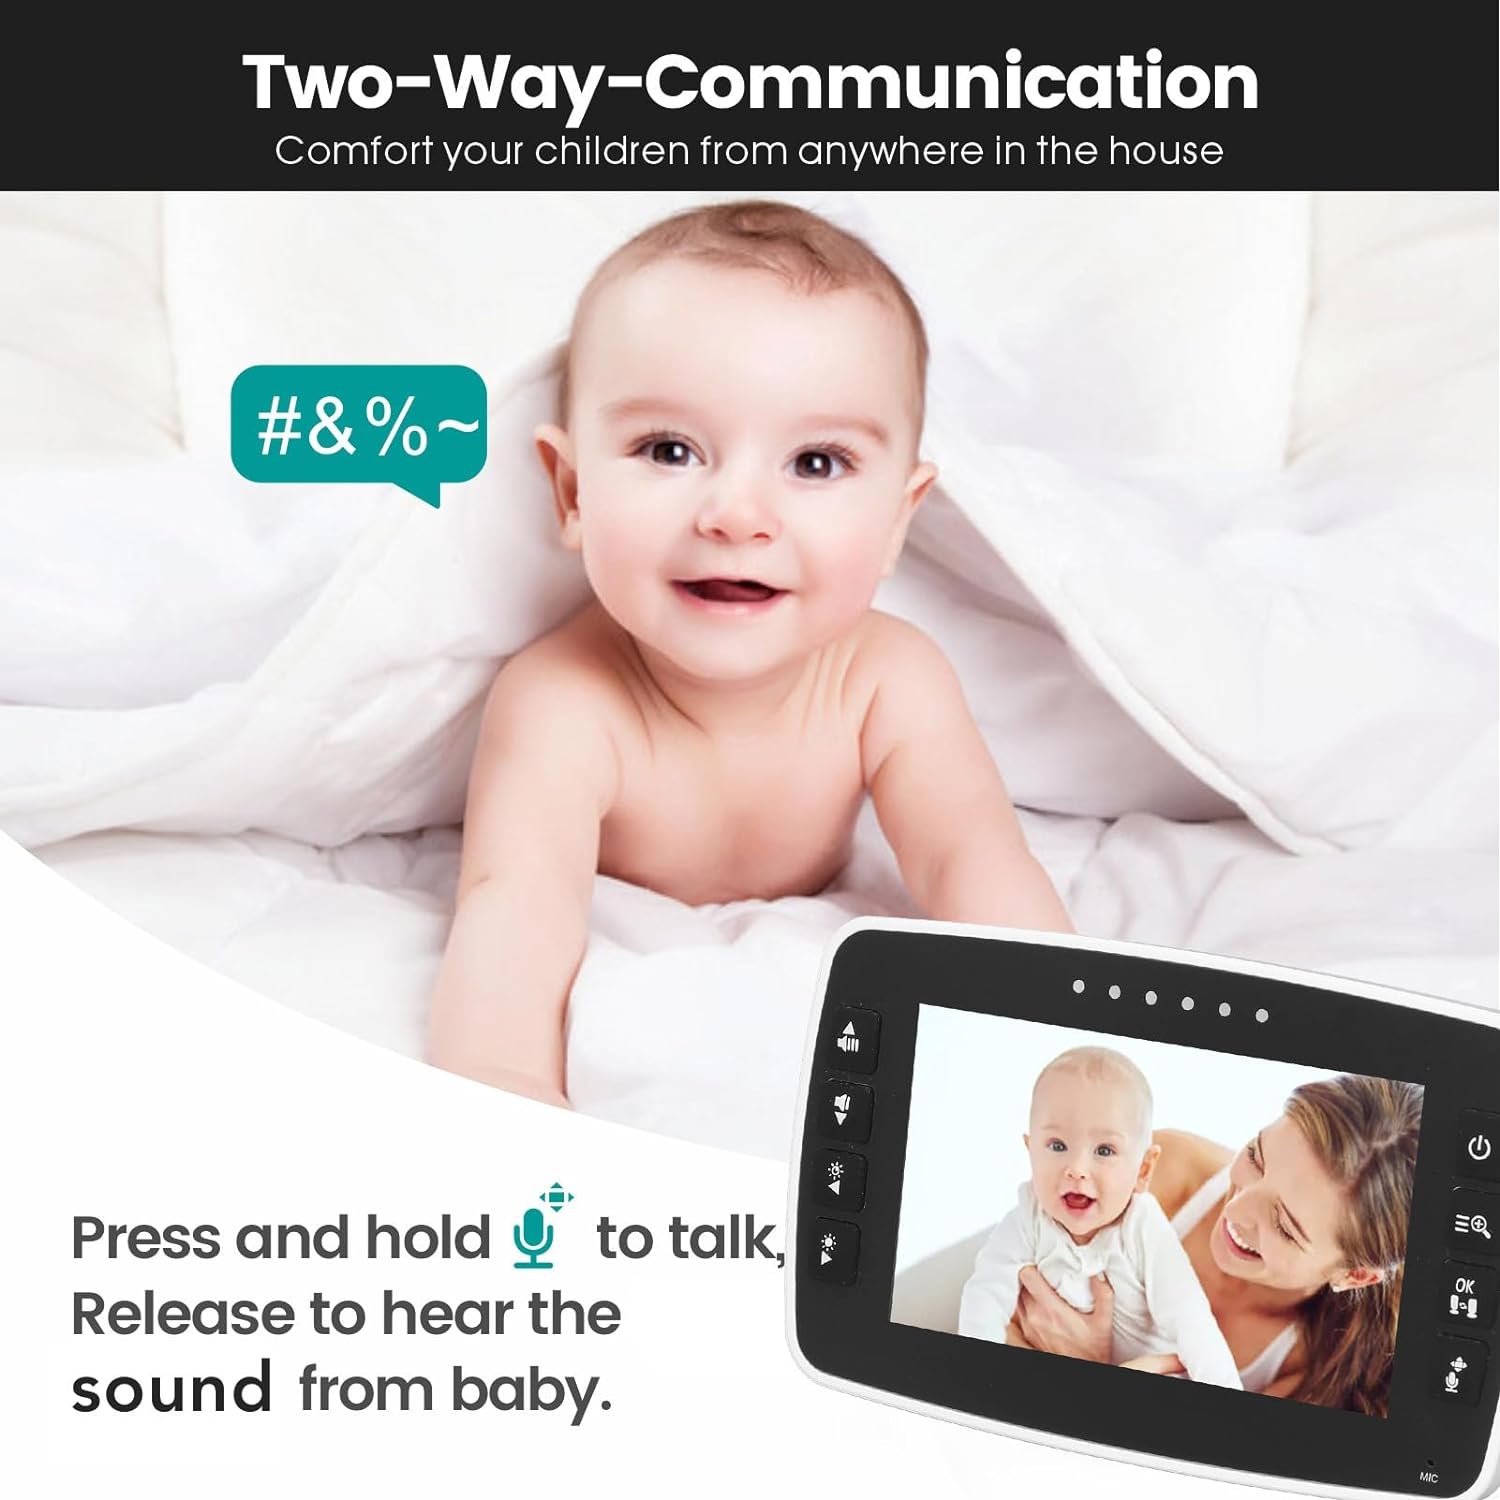 Two-Way-Communication
Comfort your children from anywhere in the house
#&%~
Press and hold to talk,
Release to hear the
sound from baby.
OK
MIC